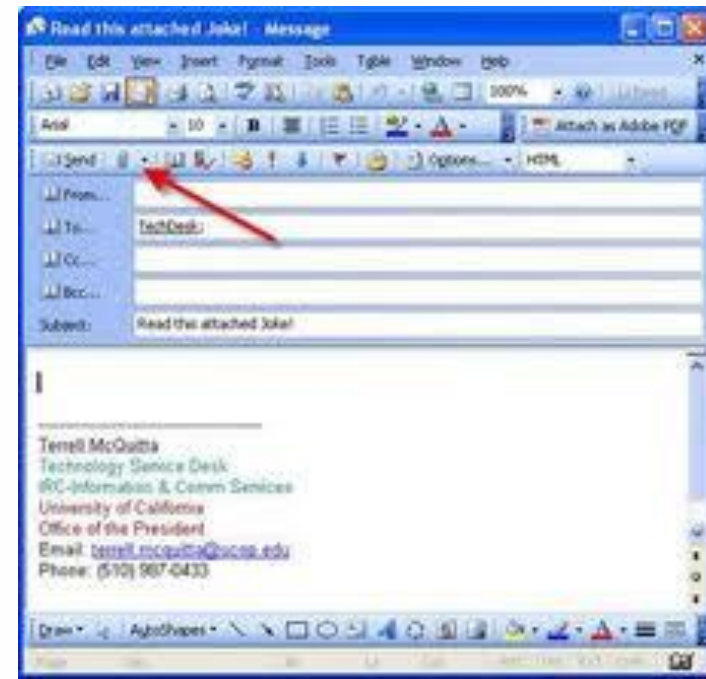 Read this attached Joke! - Message
File Edit View Insert Format Tools Table Window Help
100%
Arial 10 B A Attach as Adobe PDF
Send Options... HTML
From...
To... TechDesk;
Cc...
Bcc...
Subject: Read this attached Joke!
Terrell McQuitta
Technology Service Desk
IRC-Information & Comm Services
University of California
Office of the President
Email: terrell.mcquitta@ucop.edu
Phone: (510) 987-0433
Draw AutoShapes A